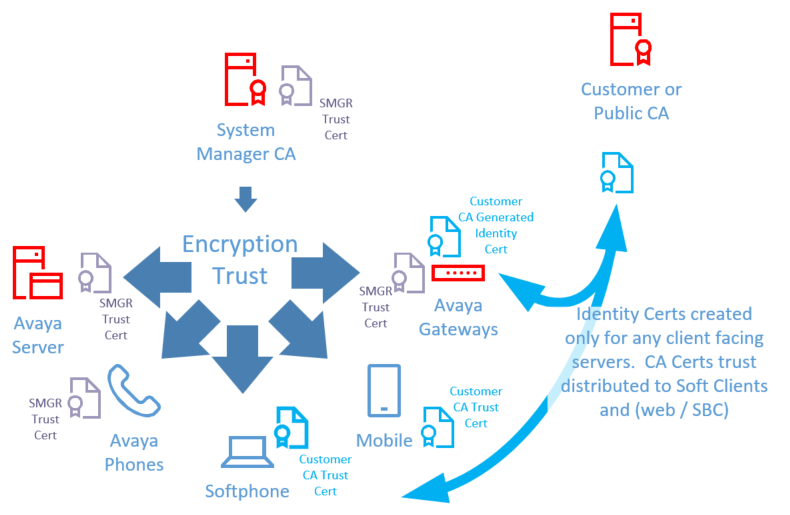 System
Manager CA
SMGR
Trust
Cert
Customer or
Public CA
Encryption
Trust
Customer
CA Generated
Identity
Cert
SMGR
Trust
Cert
Avaya
Gateways
SMGR
Trust
Cert
Avaya
Server
Identity Certs created
only for any client facing
servers.  CA Certs trust
distributed to Soft Clients
and (web / SBC)
SMGR
Trust
Cert
Avaya
Phones
Softphone
Customer
CA Trust
Cert
Mobile
Customer
CA Trust
Cert